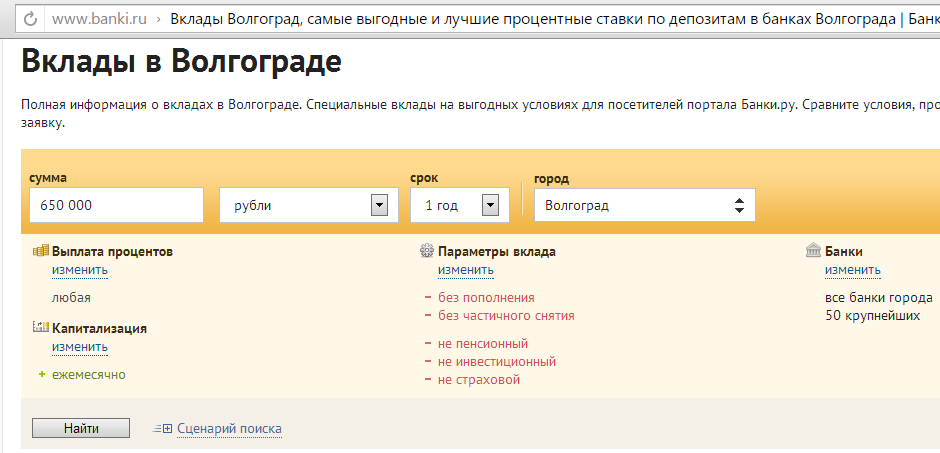 www.banki.ru › Вклады Волгоград, самые выгодные и лучшие процентные ставки по депозитам в банках Волгограда | Банк
Вклады в Волгограде
Полная информация о вкладах в Волгограде. Специальные вклады на выгодных условиях для посетителей портала Банки.ру. Сравните условия, про
заявку.
сумма срок город
650 000 рубли 1 год Волгоград
Выплата процентов
изменить
любая
Капитализация
изменить
+ ежемесячно
Параметры вклада
изменить
– без пополнения
– без частичного снятия
– не пенсионный
– не инвестиционный
– не страховой
Банки
изменить
все банки города
50 крупнейших
Найти Сценарий поиска